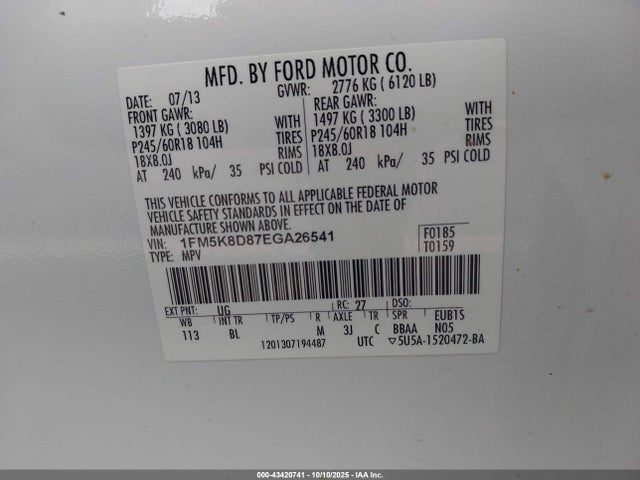 MFD. BY FORD MOTOR CO.
DATE: 07/13 GVWR: 2776 KG ( 6120 LB)
FRONT GAWR: REAR GAWR:
1397 KG ( 3080 LB) WITH 1497 KG ( 3300 LB) WITH
P245/60R18 104H TIRES P245/60R18 104H TIRES
18X8.0J RIMS 18X8.0J RIMS
AT 240 kPa/ 35 PSI COLD AT 240 kPa/ 35 PSI COLD
THIS VEHICLE CONFORMS TO ALL APPLICABLE FEDERAL MOTOR
VEHICLE SAFETY STANDARDS IN EFFECT ON THE DATE OF
MANUFACTURE SHOWN ABOVE.
VIN: 1FM5K8D87EGA26541 F0185
TYPE: MPV T0159
EXT PNT: UG RC: 27 DSO:
WB INT TR TP/PS R AXLE TR SPR EUB1S
113 BL M 3J C BBAA N05
1201307194487 UTC ▽5U5A-1520472-BA
000-43420741 - 10/10/2025 - IAA Inc.